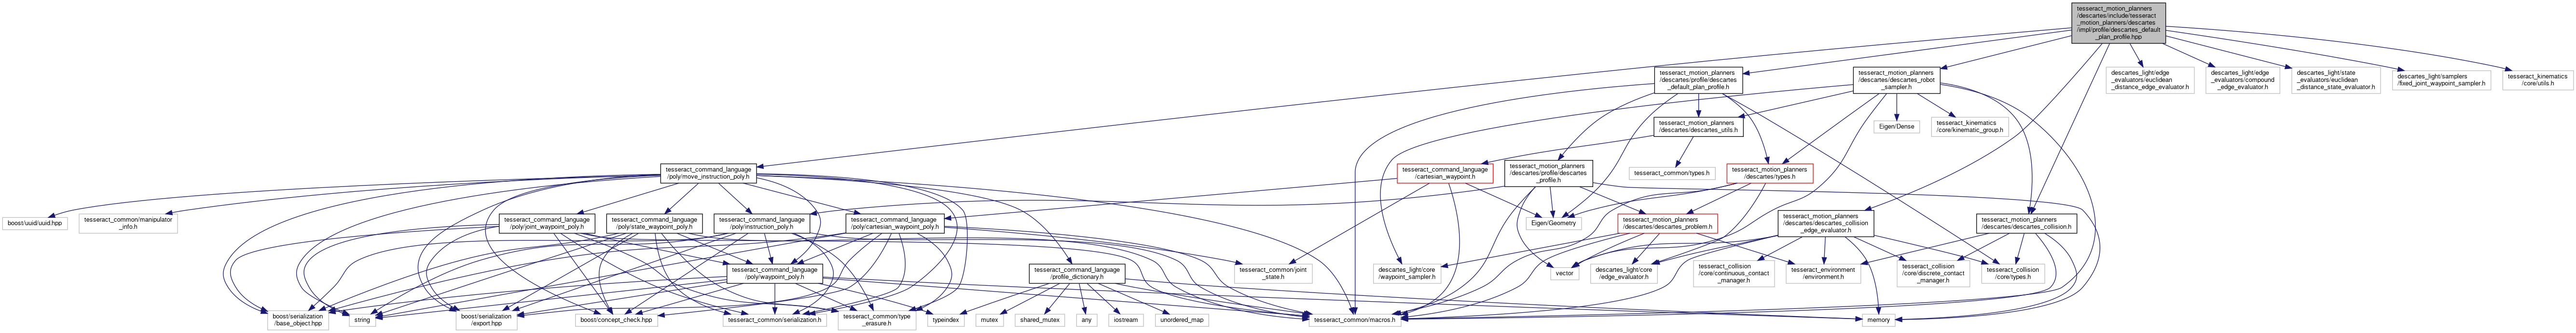 tesseract_motion_planners
/descartes/include/tesseract
_motion_planners/descartes
/impl/profile/descartes_default
_plan_profile.hpp
tesseract_motion_planners
/descartes/profile/descartes
_default_plan_profile.h
tesseract_motion_planners
/descartes/descartes_robot
_sampler.h
descartes_light/edge
_evaluators/euclidean
_distance_edge_evaluator.h
descartes_light/edge
_evaluators/compound
_edge_evaluator.h
descartes_light/state
_evaluators/euclidean
_distance_state_evaluator.h
descartes_light/samplers
/fixed_joint_waypoint_sampler.h
tesseract_kinematics
/core/utils.h
tesseract_motion_planners
/descartes/descartes_utils.h
Eigen/Dense
tesseract_kinematics
/core/kinematic_group.h
tesseract_command_language
/poly/move_instruction_poly.h
tesseract_command_language
/cartesian_waypoint.h
tesseract_motion_planners
/descartes/profile/descartes
_profile.h
tesseract_common/types.h
tesseract_motion_planners
/descartes/types.h
boost/uuid/uuid.hpp
tesseract_common/manipulator
_info.h
tesseract_command_language
/poly/joint_waypoint_poly.h
tesseract_command_language
/poly/state_waypoint_poly.h
tesseract_command_language
/poly/instruction_poly.h
tesseract_command_language
/poly/cartesian_waypoint_poly.h
Eigen/Geometry
tesseract_motion_planners
/descartes/descartes_problem.h
tesseract_motion_planners
/descartes/descartes_collision
_edge_evaluator.h
tesseract_motion_planners
/descartes/descartes_collision.h
tesseract_command_language
/poly/waypoint_poly.h
tesseract_command_language
/profile_dictionary.h
tesseract_common/joint
_state.h
descartes_light/core
/waypoint_sampler.h
vector
descartes_light/core
/edge_evaluator.h
tesseract_collision
/core/continuous_contact
_manager.h
tesseract_environment
/environment.h
tesseract_collision
/core/discrete_contact
_manager.h
tesseract_collision
/core/types.h
boost/serialization
/base_object.hpp
string
boost/serialization
/export.hpp
boost/concept_check.hpp
tesseract_common/serialization.h
tesseract_common/type
_erasure.h
typeindex
mutex
shared_mutex
any
iostream
unordered_map
tesseract_common/macros.h
memory